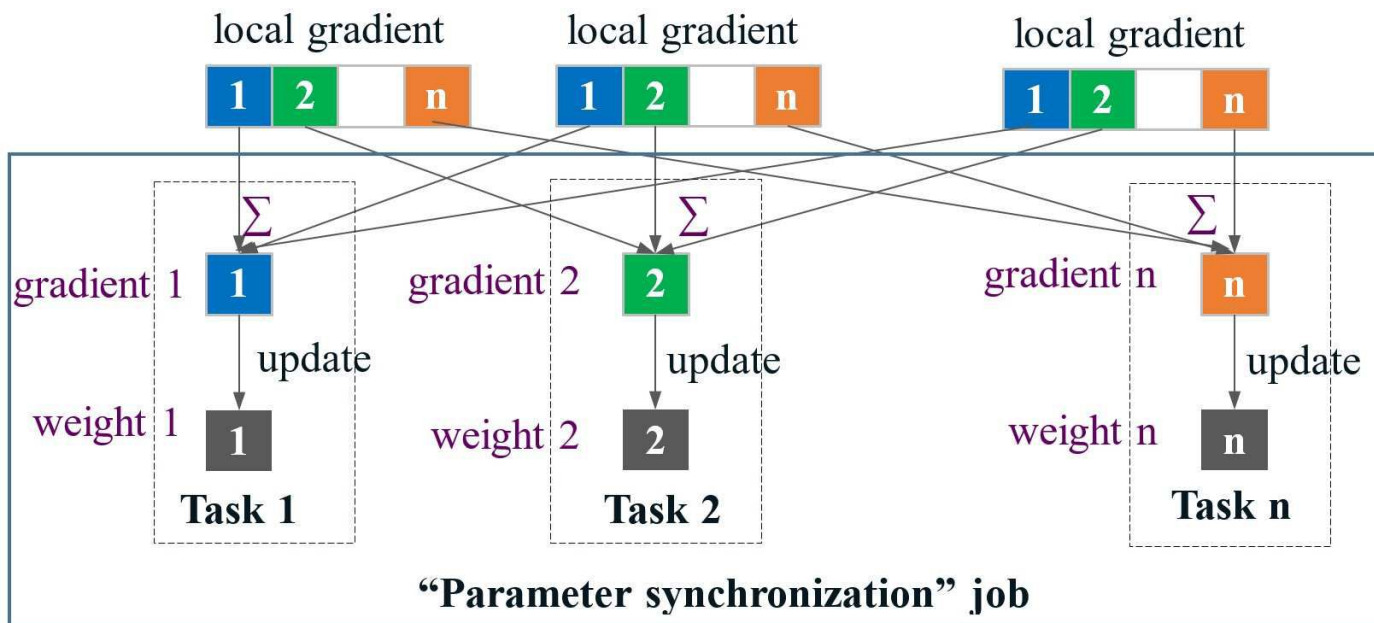 local gradient local gradient local gradient
1 2 n 1 2 n 1 2 n
∑ ∑ ∑
gradient 1 1 gradient 2 2 gradient n n
update update update
weight 1 1 weight 2 2 weight n n
Task 1 Task 2 Task n
“Parameter synchronization” job